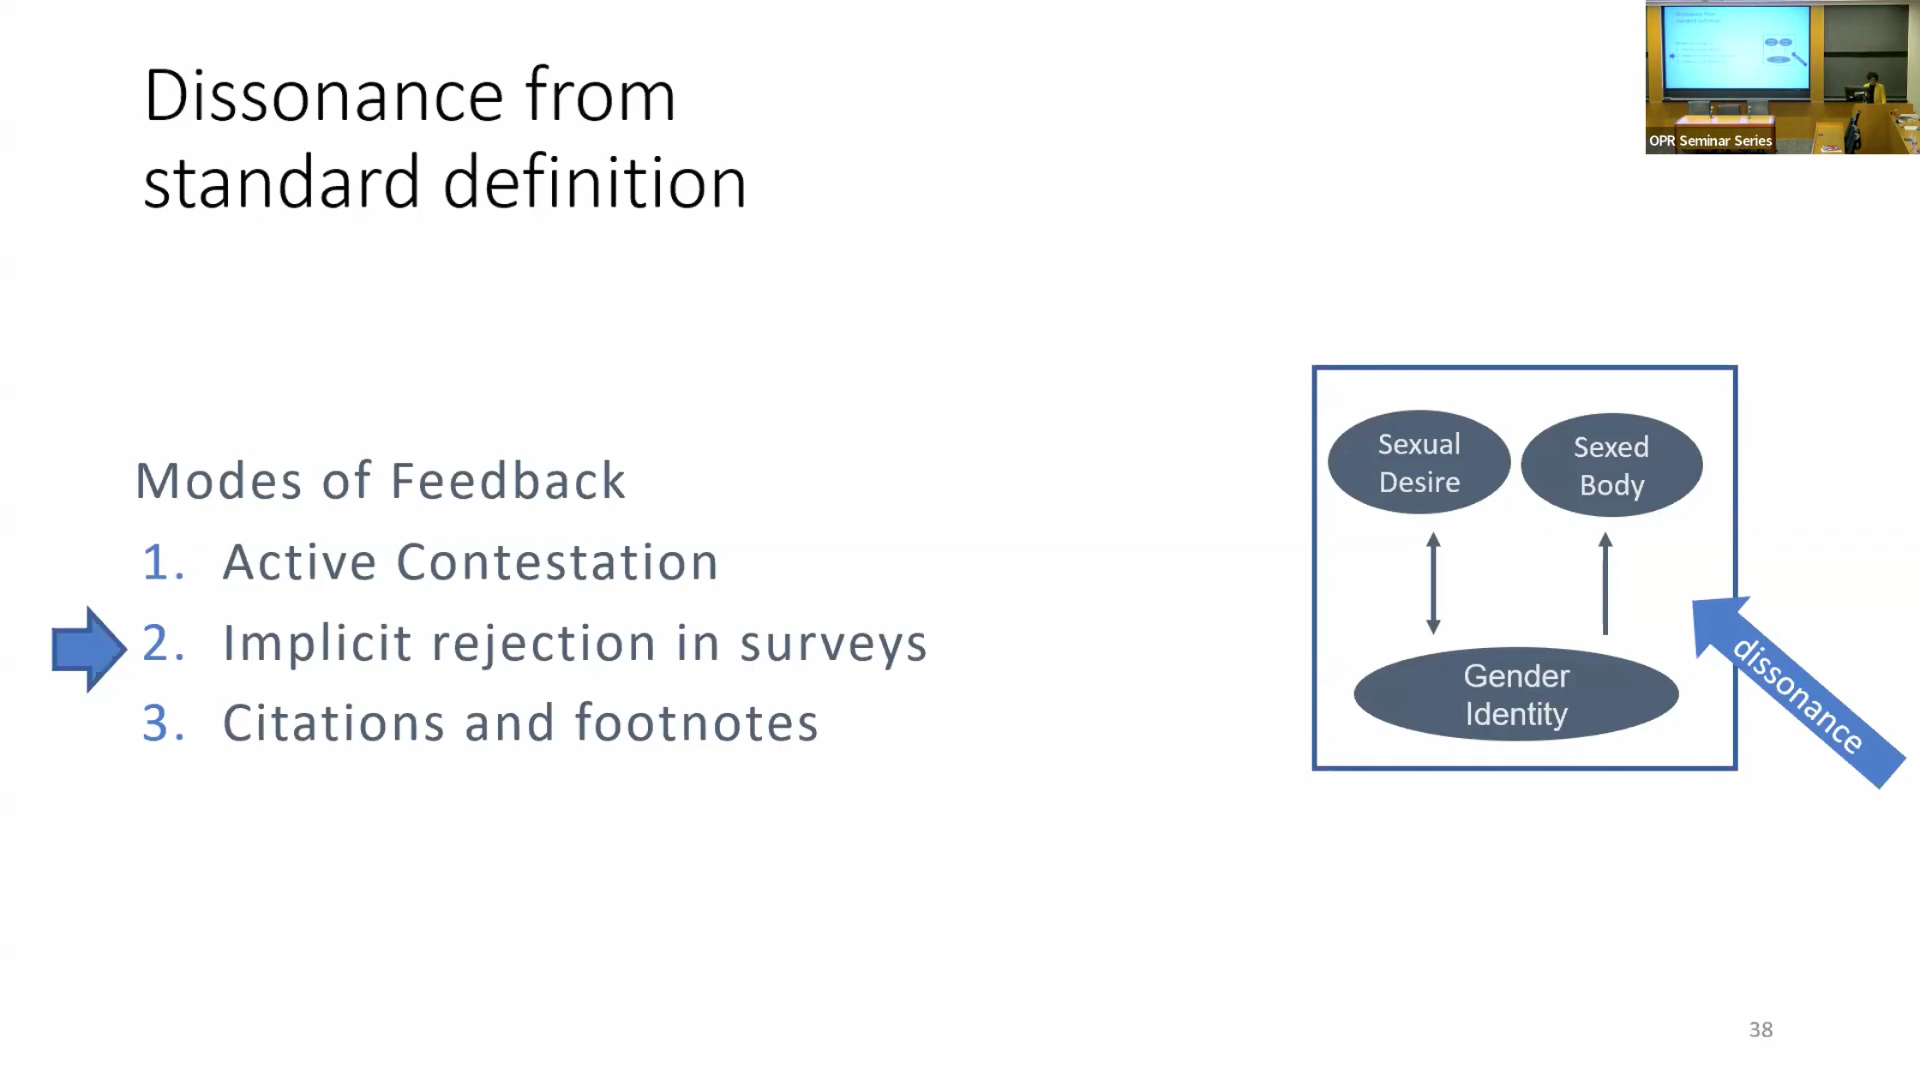 Dissonance from
standard definition
OPR Seminar Series
Modes of Feedback
1. Active Contestation
2. Implicit rejection in surveys
3. Citations and footnotes
Sexual
Desire
Sexed
Body
Gender
Identity
dissonance
38